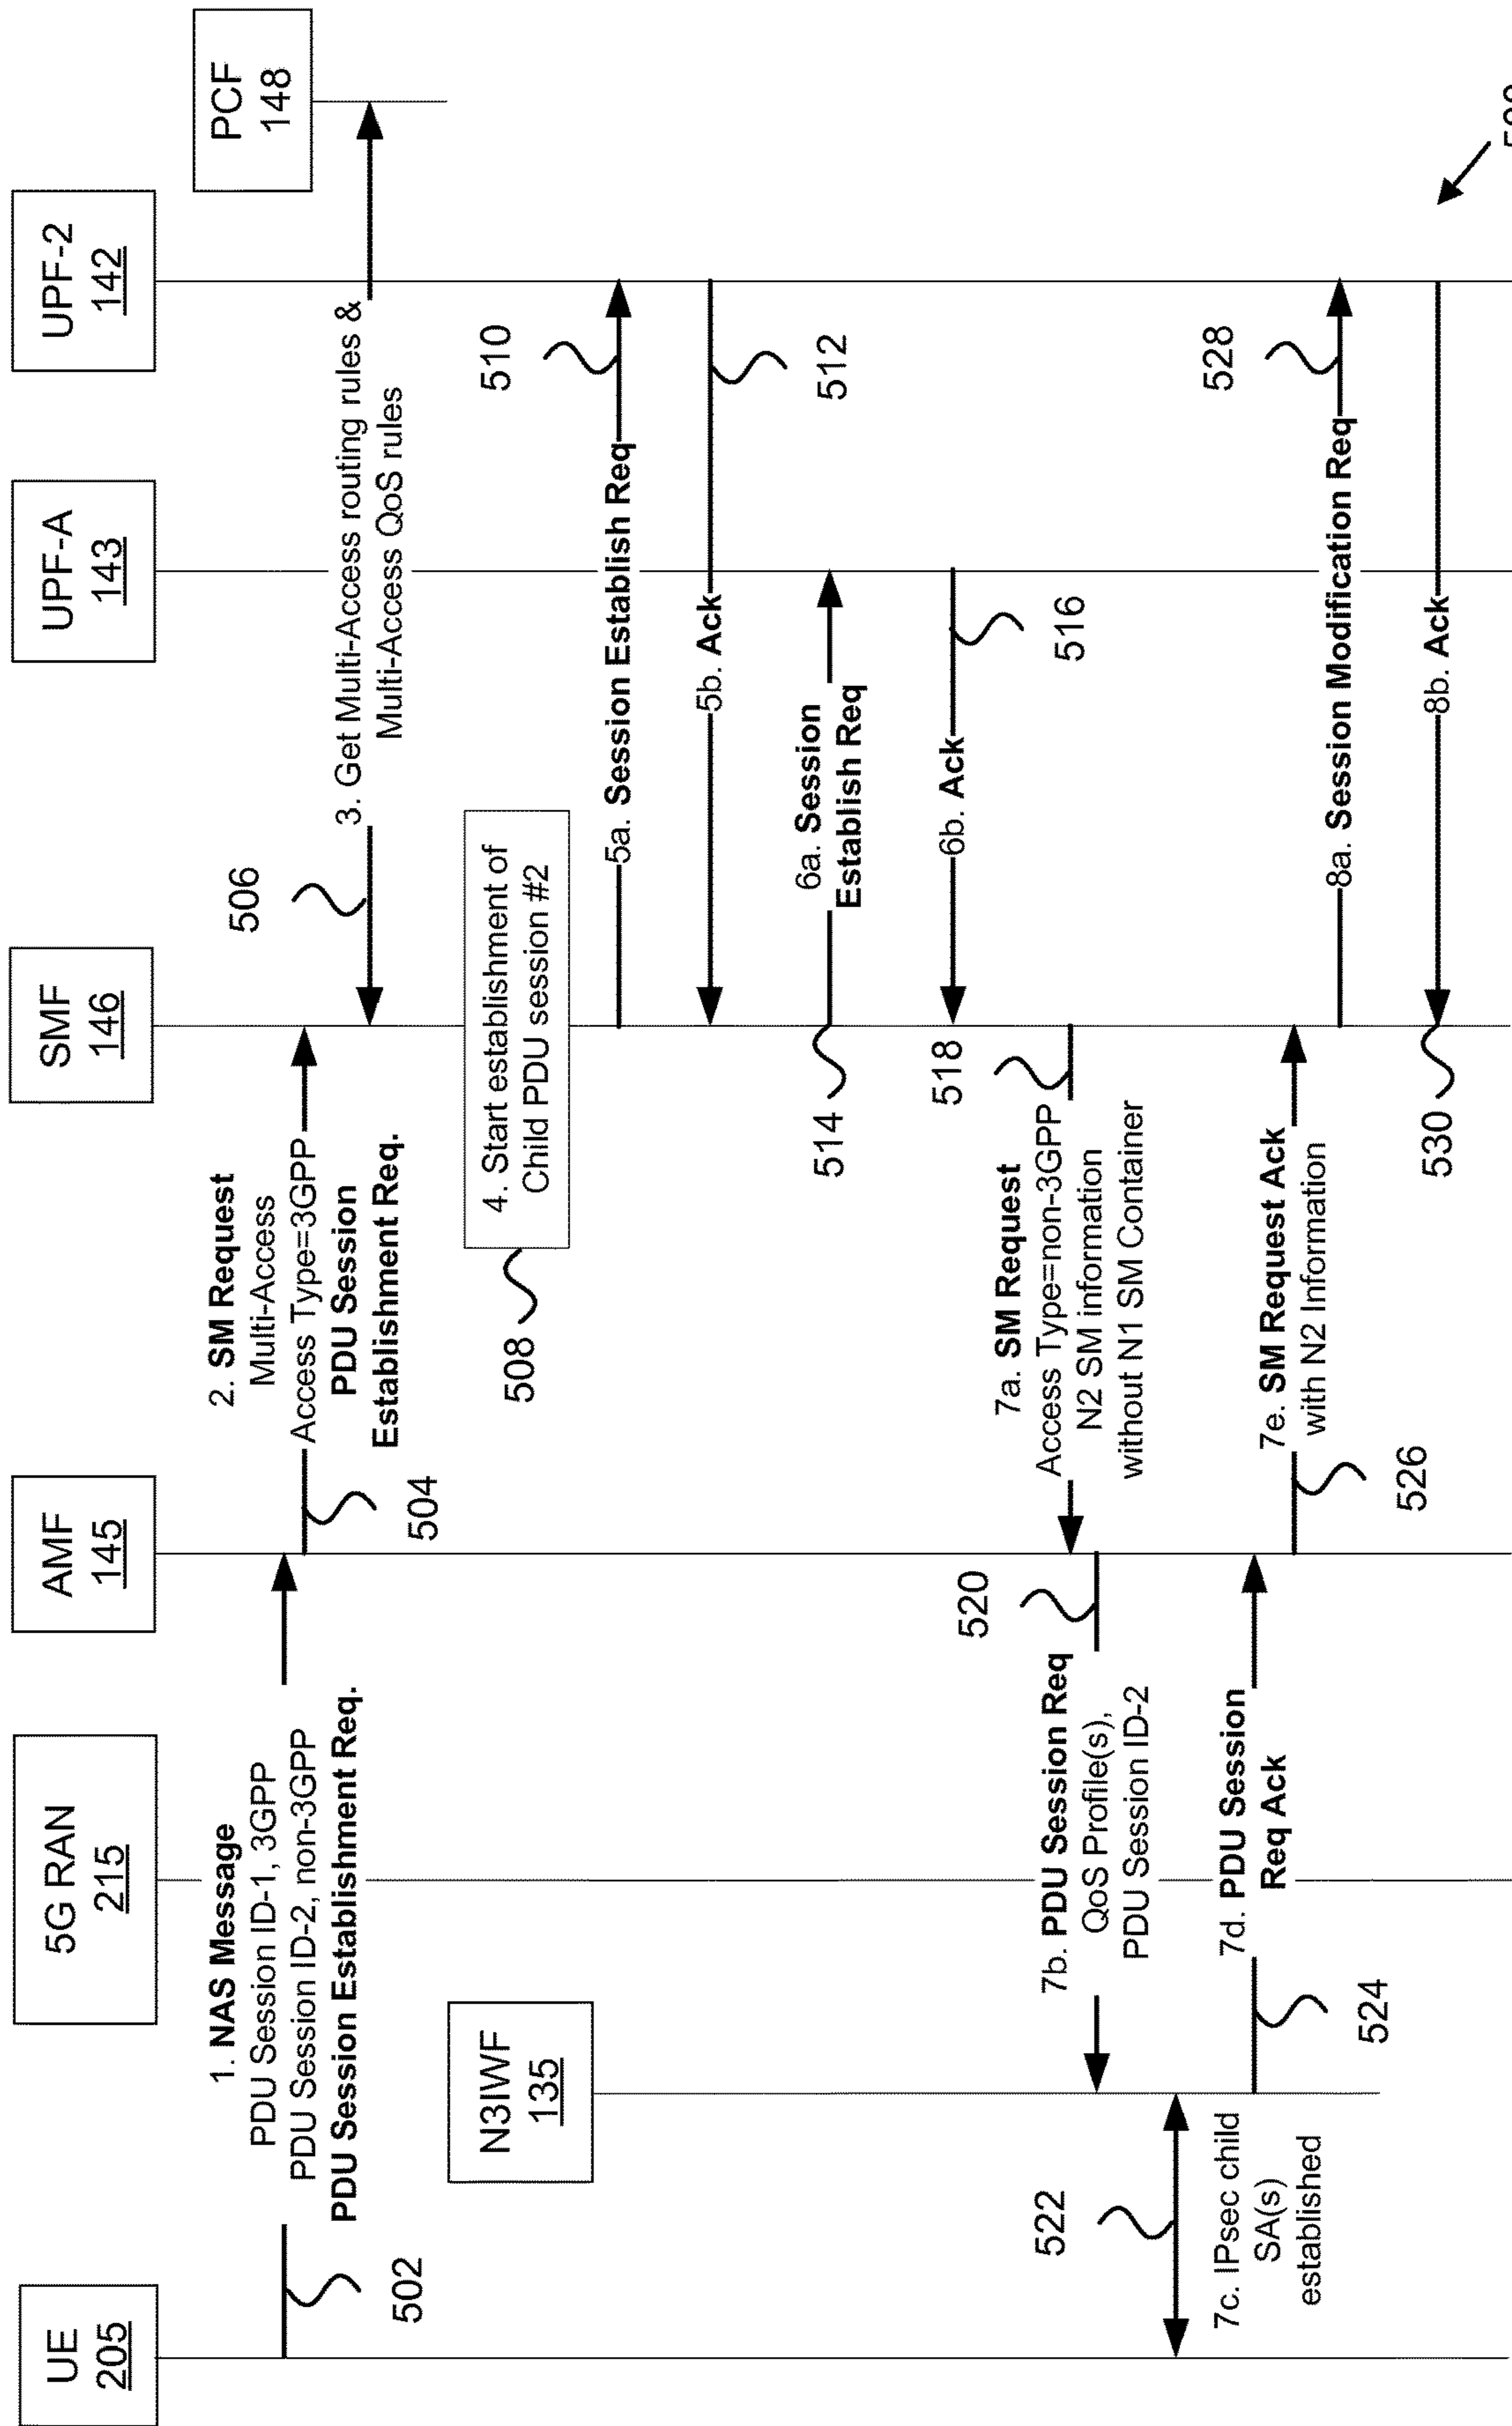 UE
205
5G RAN
215
AMF
145
SMF
146
UPF-A
143
UPF-2
142
PCF
148
N3IWF
135
1. NAS Message
PDU Session ID-1, 3GPP
PDU Session ID-2, non-3GPP
PDU Session Establishment Req.
502
2. SM Request
Multi-Access
Access Type=3GPP
PDU Session
Establishment Req.
504
506
3. Get Multi-Access routing rules &
Multi-Access QoS rules
4. Start establishment of
Child PDU session #2
508
5a. Session Establish Req
510
5b. Ack
512
6a. Session
Establish Req
514
6b. Ack
516
518
7a. SM Request
Access Type=non-3GPP
N2 SM information
without N1 SM Container
520
7b. PDU Session Req
QoS Profile(s),
PDU Session ID-2
522
7c. IPsec child
SA(s)
established
7d. PDU Session
Req Ack
524
7e. SM Request Ack
with N2 Information
526
8a. Session Modification Req
528
8b. Ack
530